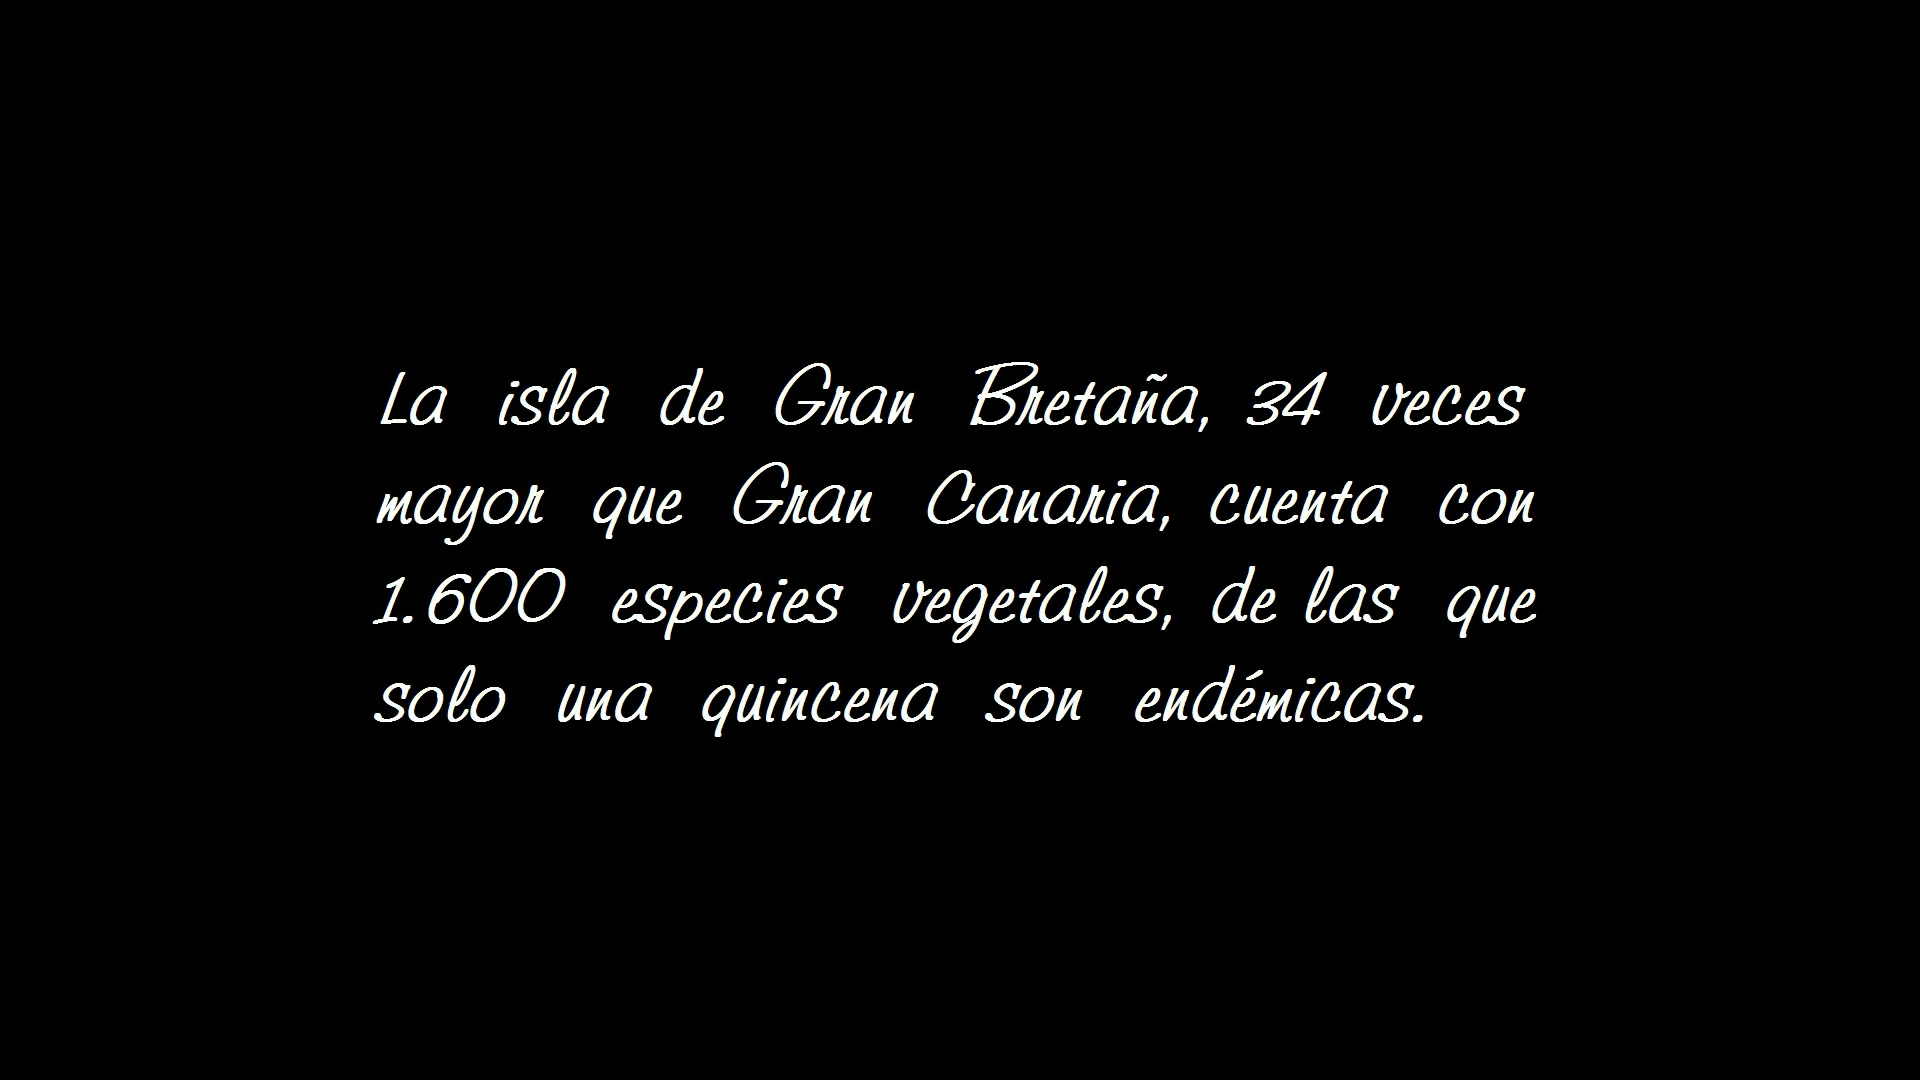 La isla de Gran Bretaña, 34 veces
mayor que Gran Canaria, cuenta con
1.600 especies vegetales, de las que
solo una quincena son endémicas.